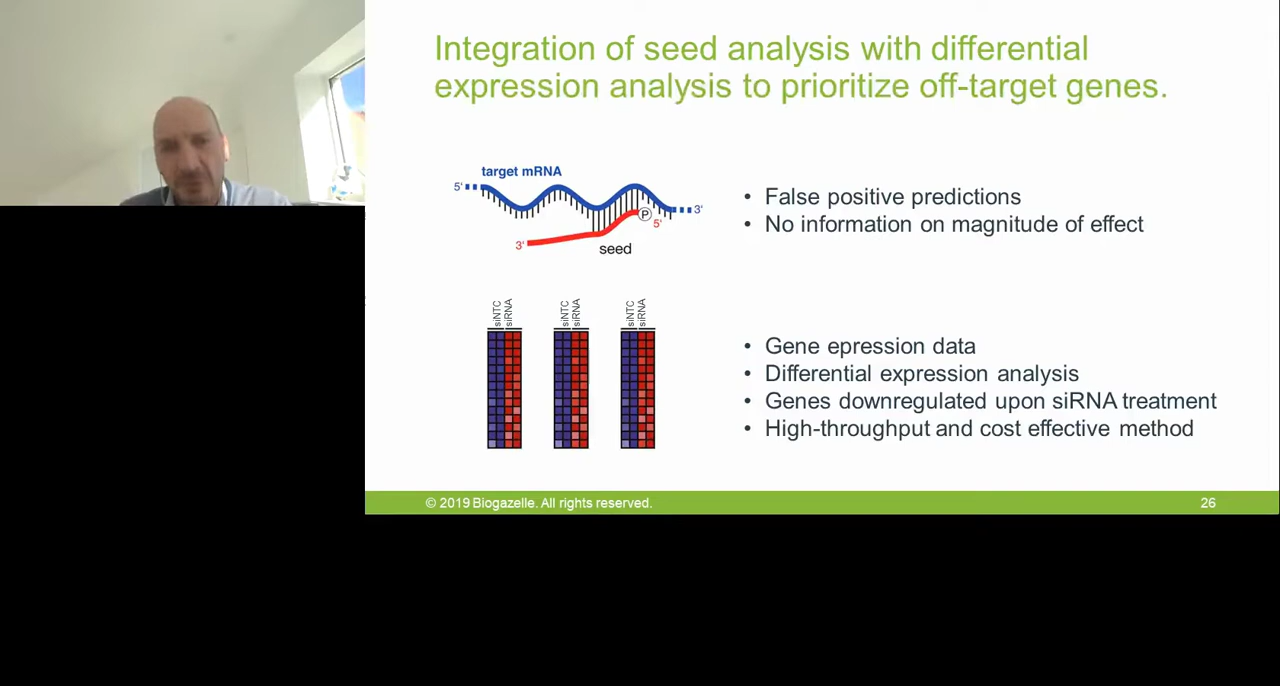 Integration of seed analysis with differential
expression analysis to prioritize off-target genes.
target mRNA
5'
3'
P
5'
3'
seed
• False positive predictions
• No information on magnitude of effect
siNTC
siRNA
siNTC
siRNA
siNTC
siRNA
• Gene epression data
• Differential expression analysis
• Genes downregulated upon siRNA treatment
• High-throughput and cost effective method
© 2019 Biogazelle. All rights reserved.
26